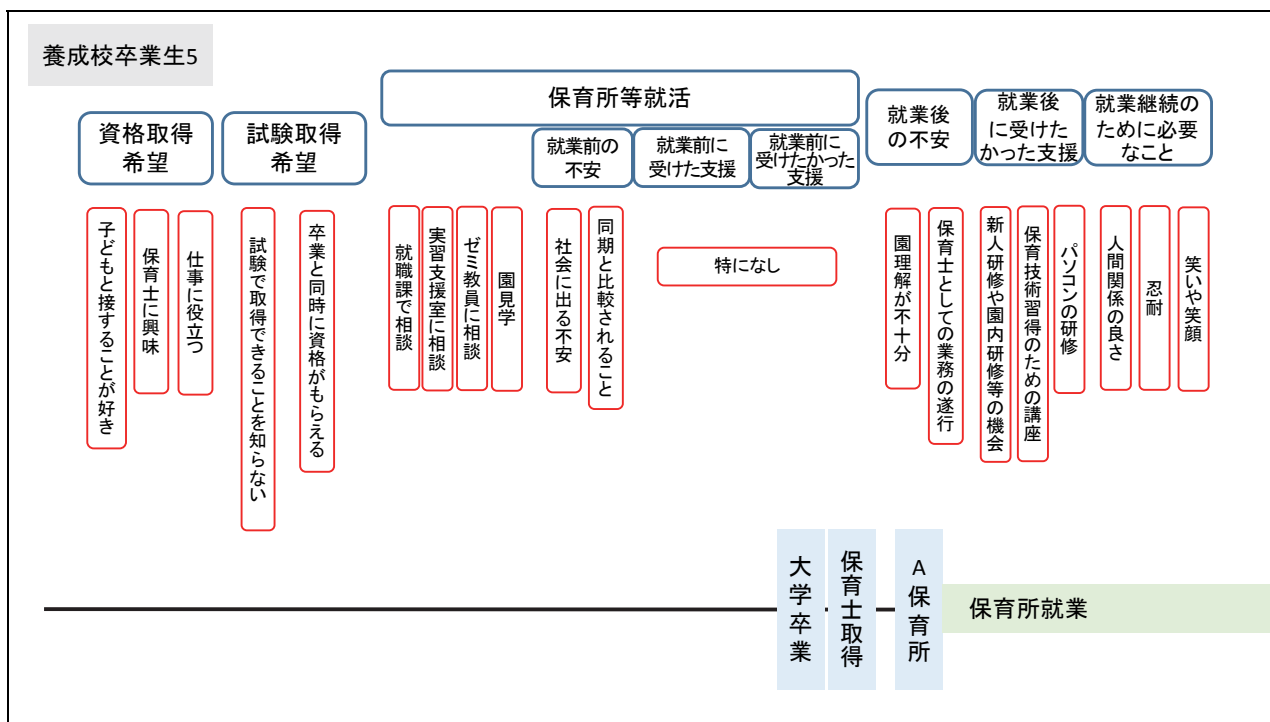 養成校卒業生5
資格取得
希望
試験取得
希望
保育所等就活
就業前の
不安
就業前に
受けた支援
就業前に
受けたかった
支援
就業後
の不安
就業後
に受けた
かった支援
就業継続の
ために必要
なこと
子どもと接することが好き
保育士に興味
仕事に役立つ
試験で取得できることを知らない
卒業と同時に資格がもらえる
就職課で相談
実習支援室に相談
ゼミ教員に相談
園見学
社会に出る不安
同期と比較されること
特になし
園理解が不十分
保育士としての業務の遂行
新人研修や園内研修等の機会
保育技術習得のための講座
パソコンの研修
人間関係の良さ
忍耐
笑いや笑顔
大学卒業
保育士取得
A保育所
保育所就業